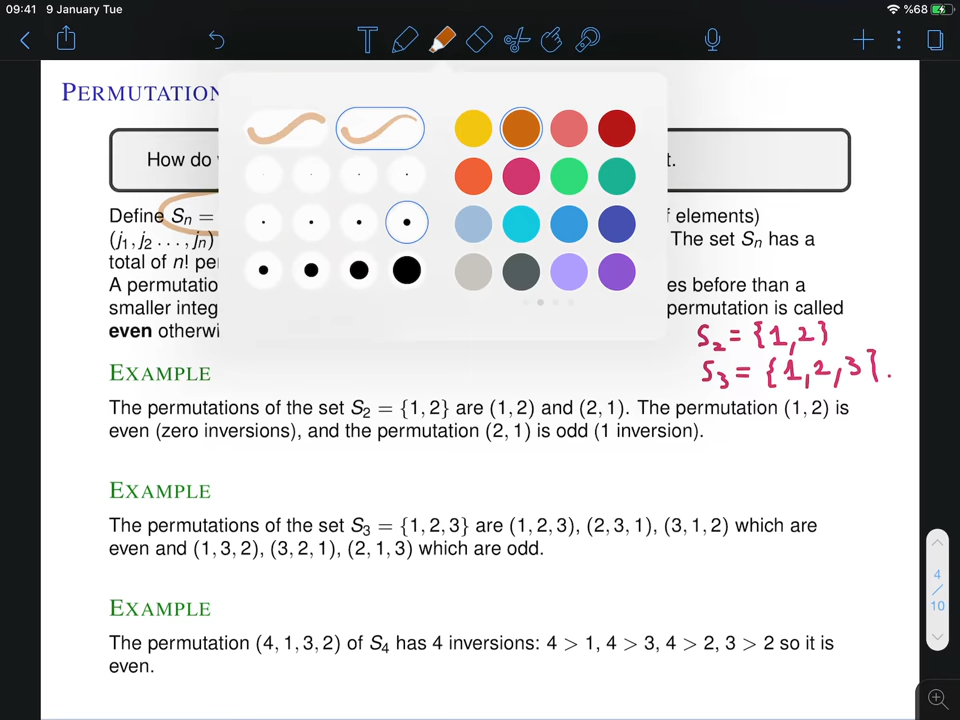 09:41 9 January Tue
%68
PERMUTATION
How do
t.
Define Sn =
f elements)
(j1, j2 . . . , jn)
The set Sn has a
total of n! pe
A permutatio
es before than a
smaller integ
permutation is called
even otherwi
S2 = {1,2}
S3 = {1,2,3}.
EXAMPLE
The permutations of the set S2 = {1, 2} are (1, 2) and (2, 1). The permutation (1, 2) is
even (zero inversions), and the permutation (2, 1) is odd (1 inversion).
EXAMPLE
The permutations of the set S3 = {1, 2, 3} are (1, 2, 3), (2, 3, 1), (3, 1, 2) which are
even and (1, 3, 2), (3, 2, 1), (2, 1, 3) which are odd.
EXAMPLE
The permutation (4, 1, 3, 2) of S4 has 4 inversions: 4 > 1, 4 > 3, 4 > 2, 3 > 2 so it is
even.
4
/
10